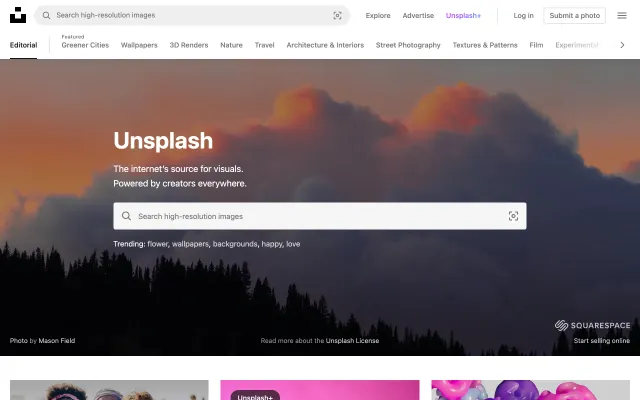 Search high-resolution images
Explore
Advertise
Unsplash+
Log in
Submit a photo
Editorial
Featured
Greener Cities
Wallpapers
3D Renders
Nature
Travel
Architecture & Interiors
Street Photography
Textures & Patterns
Film
Experimental
Unsplash
The internet's source for visuals.
Powered by creators everywhere.
Search high-resolution images
Trending: flower, wallpapers, backgrounds, happy, love
SQUARESPACE
Photo by Mason Field
Read more about the Unsplash License
Start selling online
Unsplash+